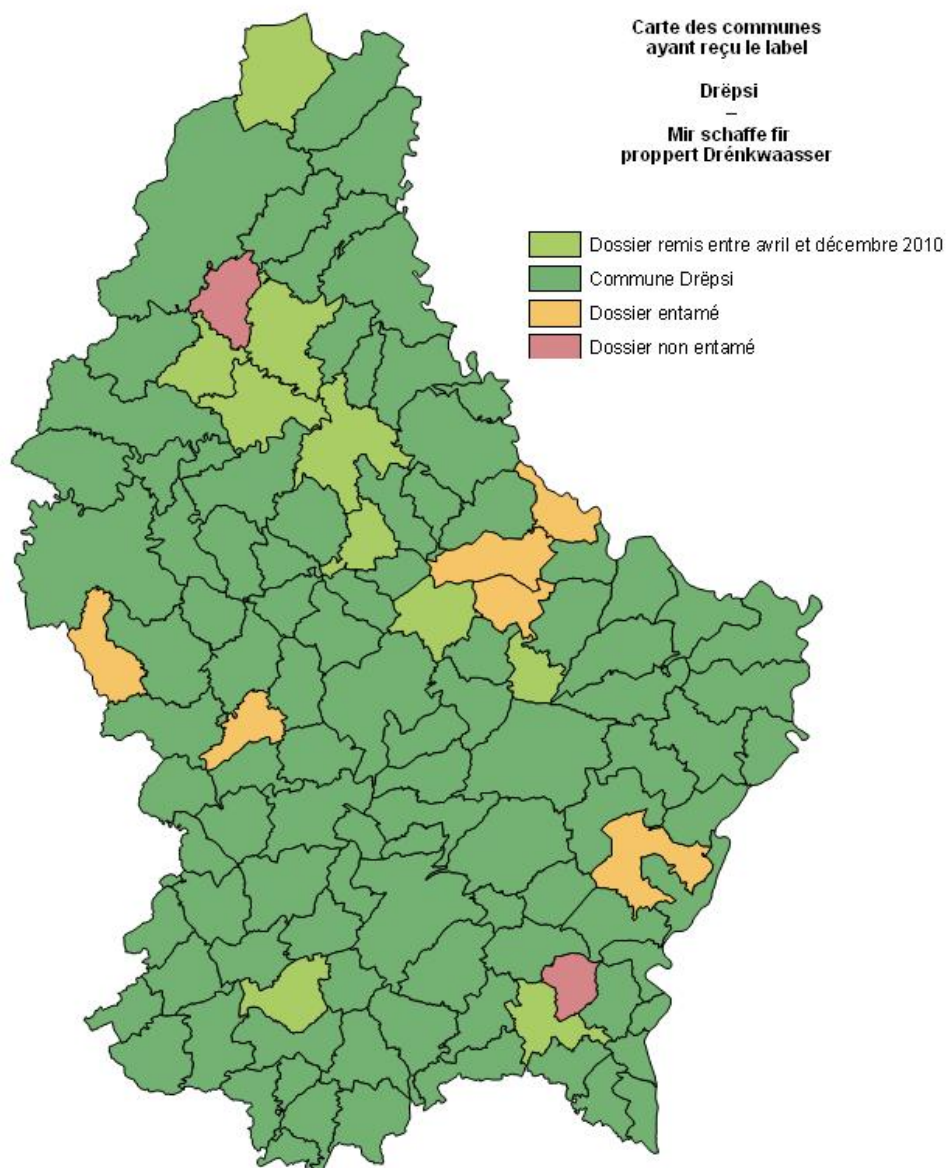 Carte des communes
ayant reçu le label
Drëpsi
–
Mir schaffe fir
proppert Drénkwaasser
Dossier remis entre avril et décembre 2010
Commune Drëpsi
Dossier entamé
Dossier non entamé